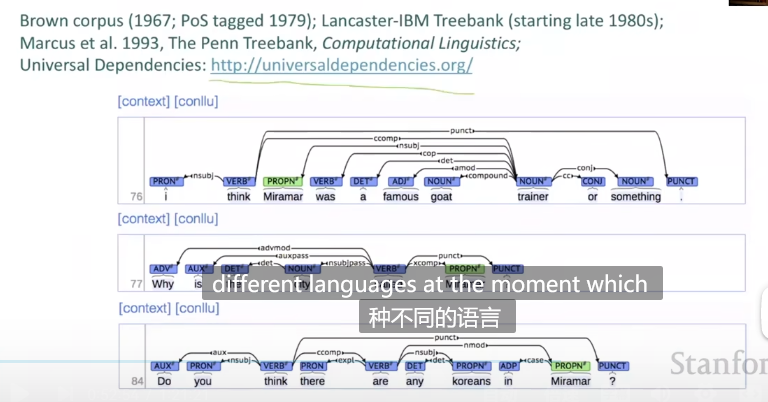 Brown corpus (1967; PoS tagged 1979); Lancaster-IBM Treebank (starting late 1980s);
Marcus et al. 1993, The Penn Treebank, Computational Linguistics;
Universal Dependencies: http://universaldependencies.org/
[context] [conllu]
punct
ccomp
nsubj
cop
det
amod
nsubj compound conj cc
PRON VERB PROPN VERB DET ADJ NOUN NOUN CONJ NOUN PUNCT
76 i think Miramar was a famous goat trainer or something .
[context] [conllu]
advmod
auxpass punct
det nsubjpass xcomp
ADV AUX DET NOUN VERB PROPN PUNCT
77 Why is
different languages at the moment which
种不同的语言
[context] [conllu]
punct
nmod
aux ccomp nsubj
nsubj expl det case
AUX PRON VERB PRON VERB DET PROPN ADP PROPN PUNCT
84 Do you think there are any koreans in Miramar ?
Stanfor